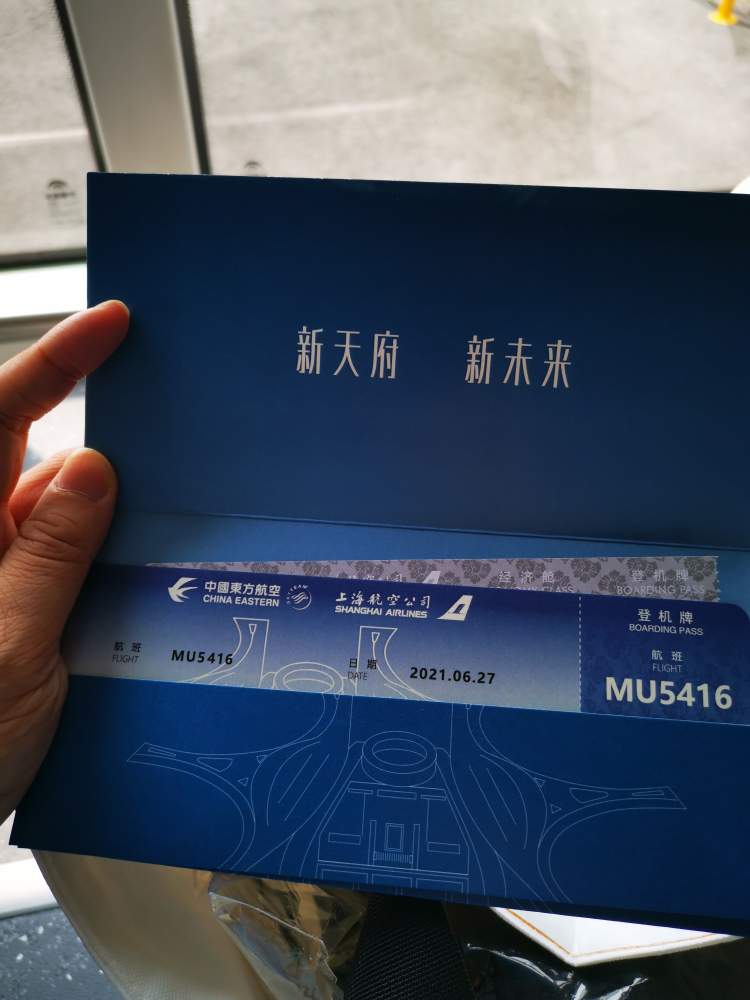 新天府 新未来
经济舱 登机牌
BOARDING PASS
中國東方航空
CHINA EASTERN
上海航空公司
SHANGHAI AIRLINES
登机牌
BOARDING PASS
航班
FLIGHT
MU5416
日期
DATE
2021.06.27
航班
FLIGHT
MU5416